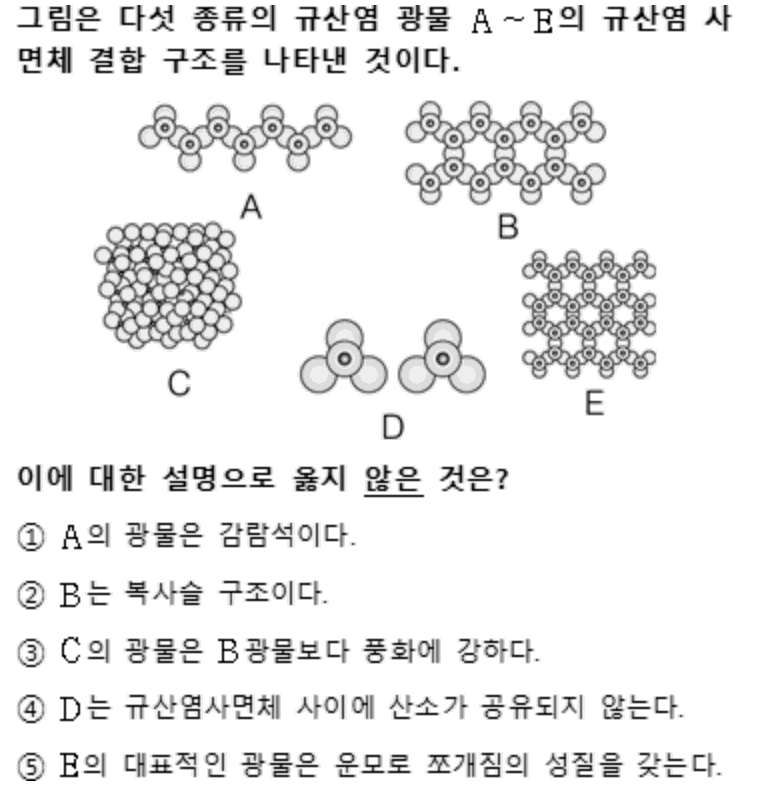 그림은 다섯 종류의 규산염 광물 A ~ E의 규산염 사
면체 결합 구조를 나타낸 것이다.
A
B
C
D
E
이에 대한 설명으로 옳지 않은 것은?
① A의 광물은 감람석이다.
② B는 복사슬 구조이다.
③ C의 광물은 B광물보다 풍화에 강하다.
④ D는 규산염사면체 사이에 산소가 공유되지 않는다.
⑤ E의 대표적인 광물은 운모로 쪼개짐의 성질을 갖는다.